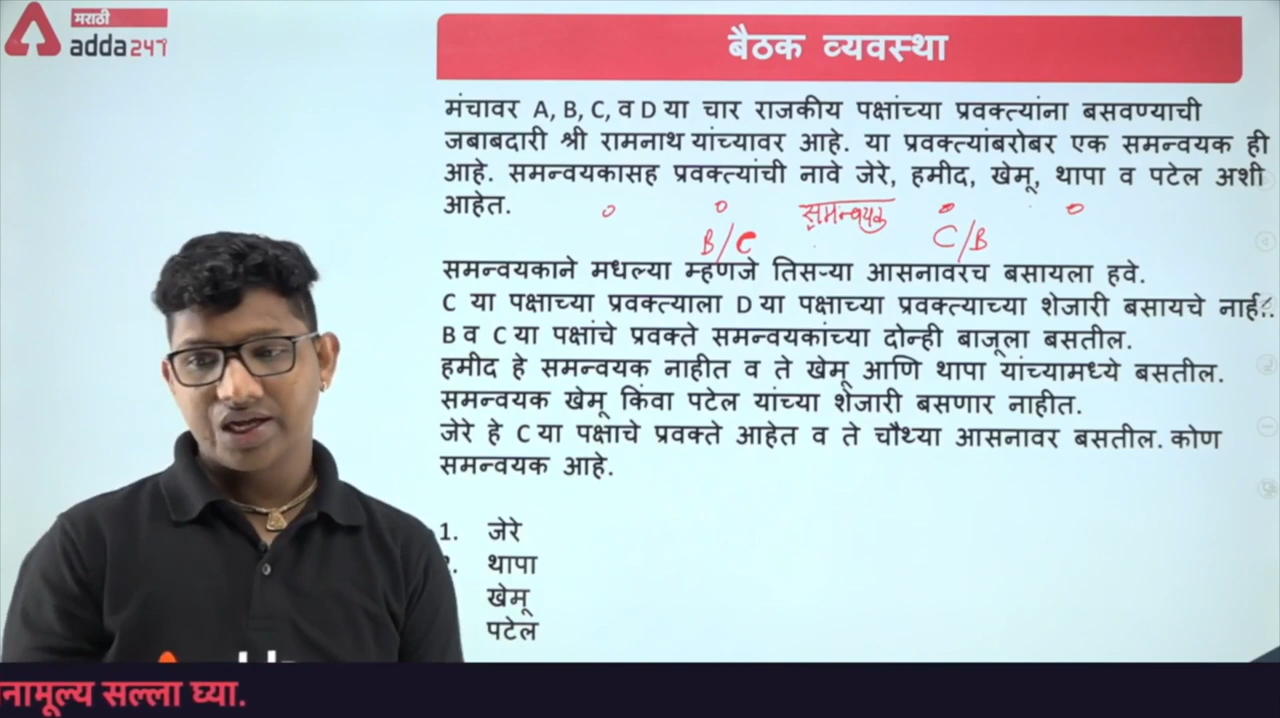 मराठी
adda247
बैठक व्यवस्था
मंचावर A, B, C, व D या चार राजकीय पक्षांच्या प्रवक्त्यांना बसवण्याची
जबाबदारी श्री रामनाथ यांच्यावर आहे. या प्रवक्त्यांबरोबर एक समन्वयक ही
आहे. समन्वयकासह प्रवक्त्यांची नावे जेरे, हमीद, खेमू, थापा व पटेल अशी
आहेत.
समन्वयक
B/C C/B
समन्वयकाने मधल्या म्हणजे तिसऱ्या आसनावरच बसायला हवे.
C या पक्षाच्या प्रवक्त्याला D या पक्षाच्या प्रवक्त्याच्या शेजारी बसायचे
B व C या पक्षांचे प्रवक्ते समन्वयकांच्या दोन्ही बाजूला बसतील.
हमीद हे समन्वयक नाहीत व ते खेमू आणि थापा यांच्यामध्ये बसतील.
समन्वयक खेमू किंवा पटेल यांच्या शेजारी बसणार नाहीत.
जेरे हे C या पक्षाचे प्रवक्ते आहेत व ते चौथ्या आसनावर बसतील. कोण
समन्वयक आहे.
1. जेरे
थापा
खेमू
पटेल
सल्ला घ्या.